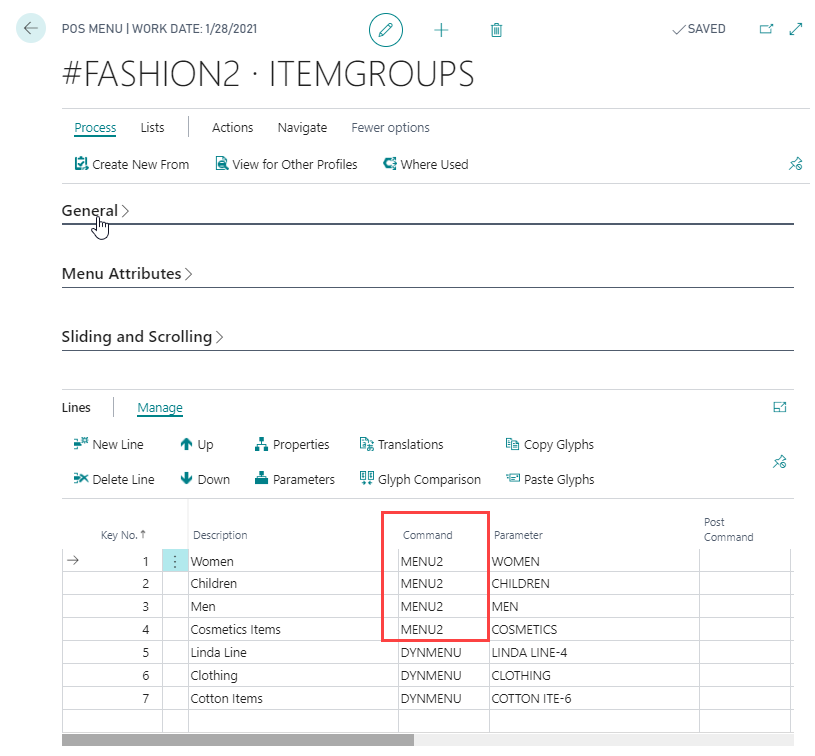 POS MENU | WORK DATE: 1/28/2021
SAVED
#FASHION2 · ITEMGROUPS
Process Lists Actions Navigate Fewer options
Create New From View for Other Profiles Where Used
General
Menu Attributes
Sliding and Scrolling
Lines Manage
New Line Up Properties Translations Copy Glyphs
Delete Line Down Parameters Glyph Comparison Paste Glyphs
Key No. ↑ Description Command Parameter Post Command
1 Women MENU2 WOMEN
2 Children MENU2 CHILDREN
3 Men MENU2 MEN
4 Cosmetics Items MENU2 COSMETICS
5 Linda Line DYNMENU LINDA LINE-4
6 Clothing DYNMENU CLOTHING
7 Cotton Items DYNMENU COTTON ITE-6